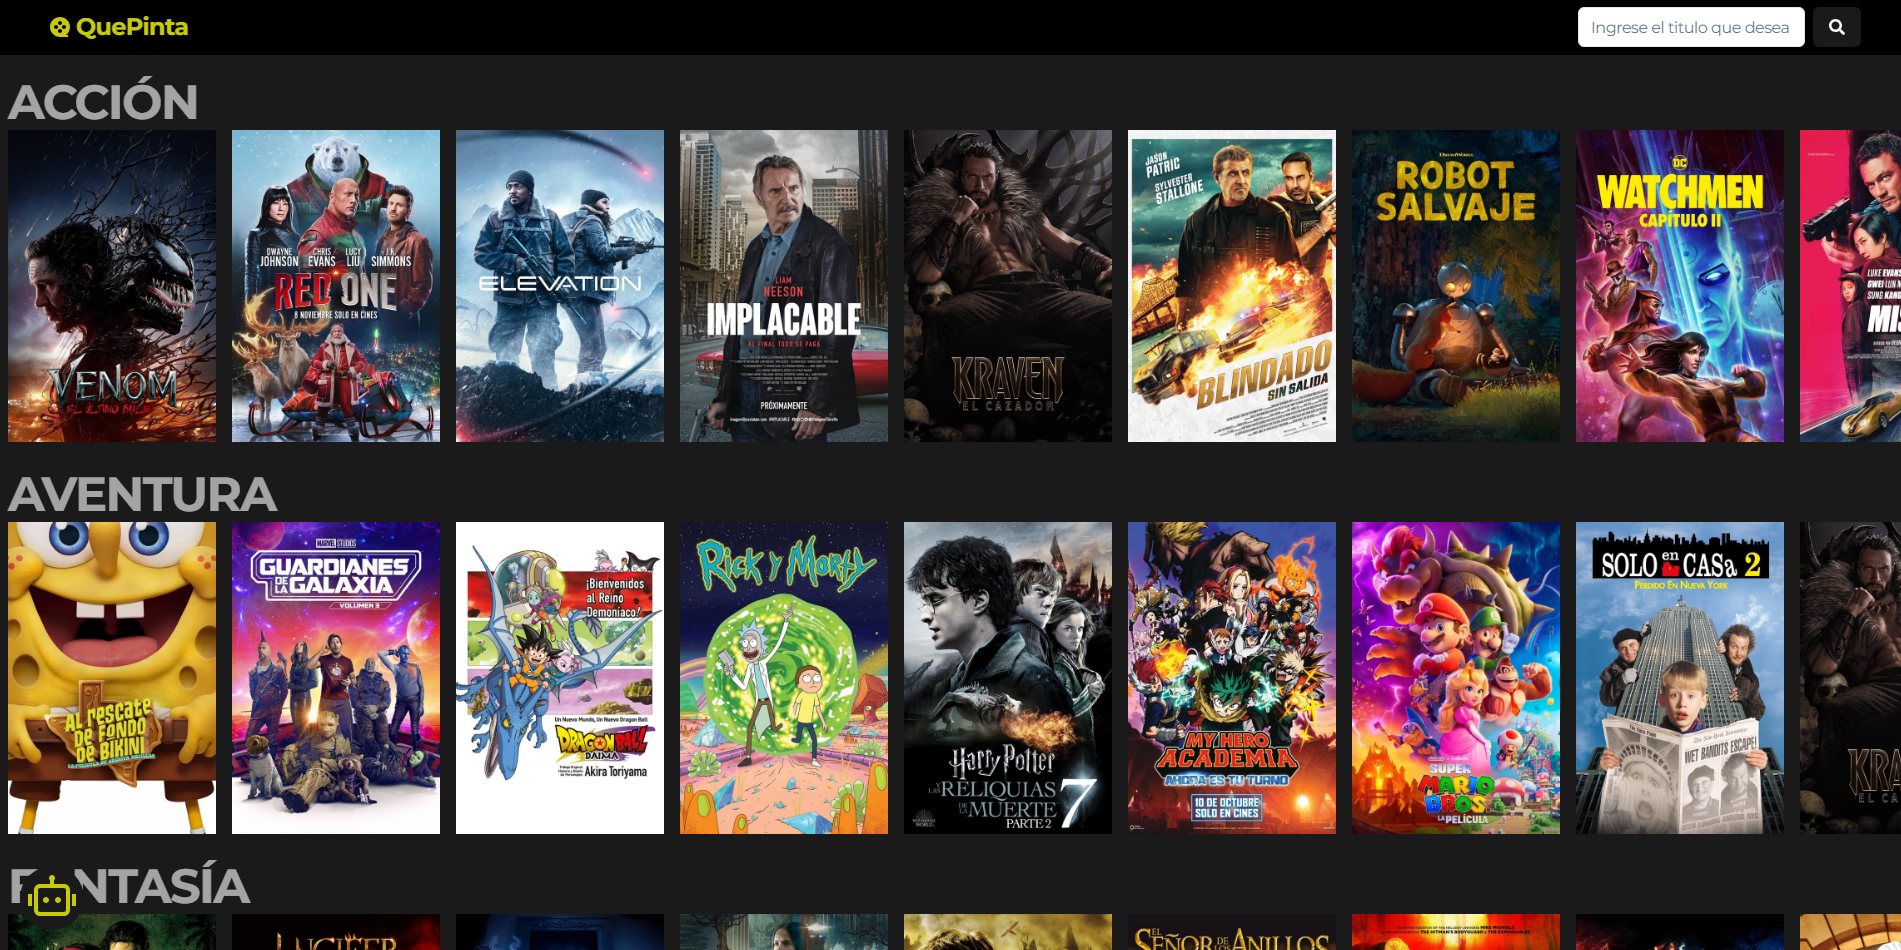 QuePinta
Ingrese el titulo que desea
ACCIÓN
VENOM
EL ÚLTIMO BAILE
DWAYNE JOHNSON
CHRIS EVANS
LUCY LIU
J.K. SIMMONS
RED ONE
8 NOVIEMBRE SOLO EN CINES
ELEVATION
LIAM
NEESON
IMPLACABLE
AL FINAL TODO SE PAGA
PRÓXIMAMENTE
KRAVEN
EL CAZADOR
JASON
PATRIC
SYLVESTER
STALLONE
BLINDADO
SIN SALIDA
DREAMWORKS
ROBOT
SALVAJE
DC
WATCHMEN
CAPÍTULO II
LUKE EVANS
GWEI LUN M
SUNG KANG
MIS
AVENTURA
AL RESCATE
DE FONDO
DE BIKINI
MARVEL STUDIOS
GUARDIANES
DE LA GALAXIA
VOLUMEN 3
¡Bienvenidos
al Reino
Demoníaco!
Un Nuevo Mundo, Un Nuevo Dragon Ball
DRAGON BALL
DAIMA
Akira Toriyama
RICK Y MORTY
Harry Potter
Y LAS RELIQUIAS
DE LA MUERTE 7
PARTE 2
MY HERO
ACADEMIA
AHORA ES TU TURNO
10 DE OCTUBRE
SOLO EN CINES
SUPER
MARIO
BROS
LA PELÍCULA
SOLO en CASa 2
PERDIDO EN NUEVA YORK
WET BANDITS ESCAPE!
KRA
EL CA
FANTASÍA
LUCIFER
EL
SEÑOR DE LOS ANILLOS